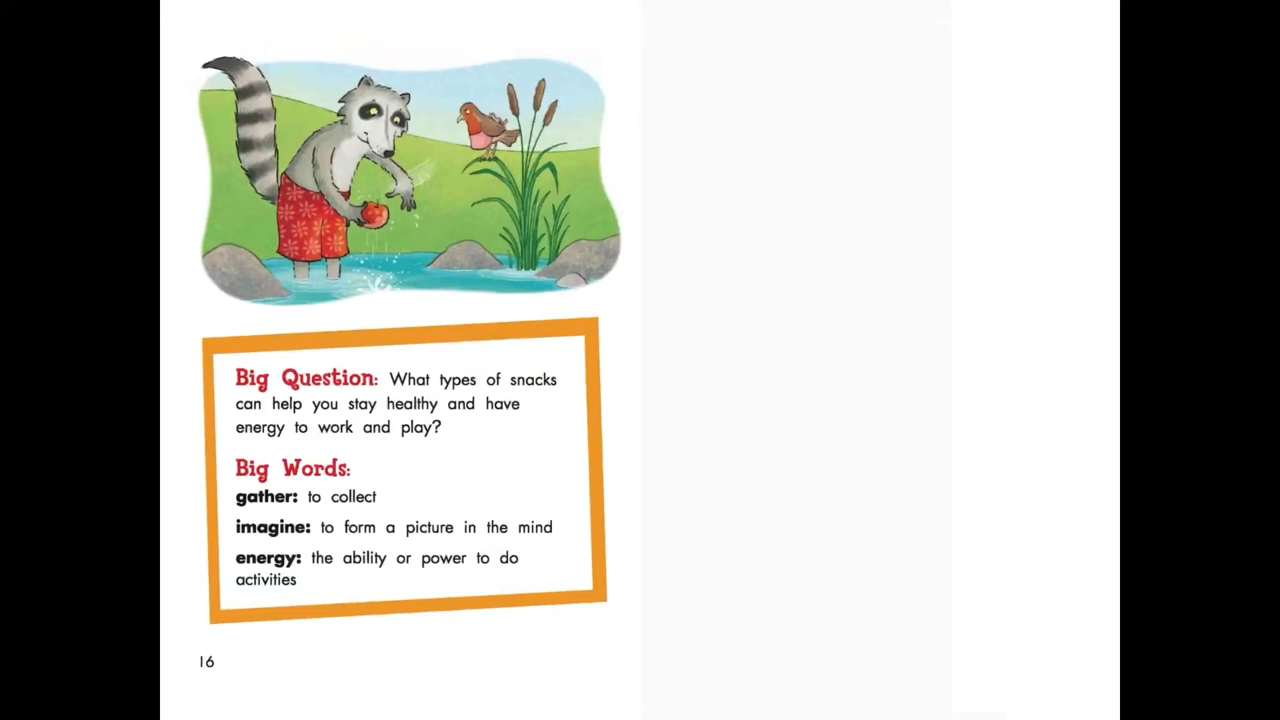 Big Question: What types of snacks
can help you stay healthy and have
energy to work and play?
Big Words:
gather: to collect
imagine: to form a picture in the mind
energy: the ability or power to do
activities
16